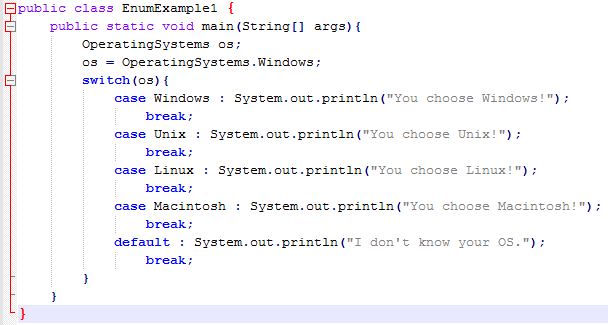 public class EnumExample1 {
    public static void main(String[] args){
        OperatingSystems os;
        os = OperatingSystems.Windows;
        switch(os){
            case Windows : System.out.println("You choose Windows!");
                break;
            case Unix : System.out.println("You choose Unix!");
                break;
            case Linux : System.out.println("You choose Linux!");
                break;
            case Macintosh : System.out.println("You choose Macintosh!");
                break;
            default : System.out.println("I don't know your OS.");
                break;
        }
    }
}